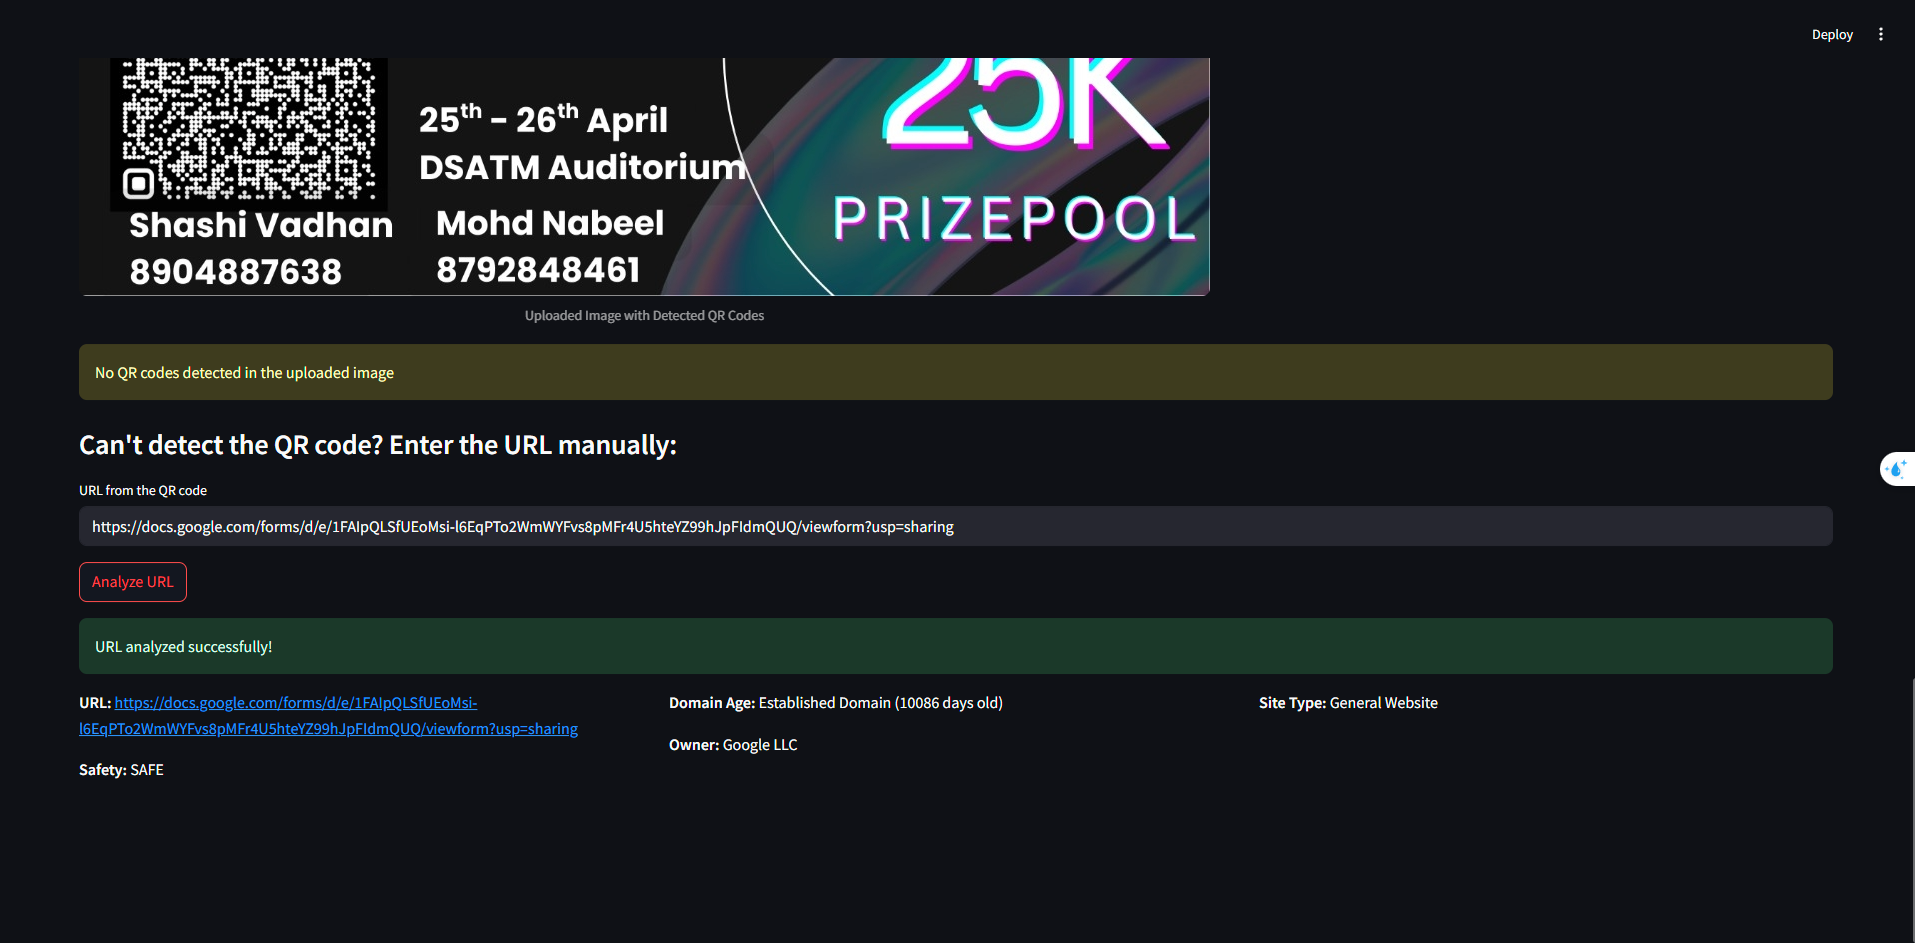 Deploy
25K
25th - 26th April
DSATM Auditorium
PRIZEPOOL
Shashi Vadhan
8904887638
Mohd Nabeel
8792848461
Uploaded Image with Detected QR Codes
No QR codes detected in the uploaded image
Can't detect the QR code? Enter the URL manually:
URL from the QR code
https://docs.google.com/forms/d/e/1FAIpQLSfUEoMsi-l6EqPTo2WmWYFvs8pMFr4U5hteYZ99hJpFIdmQUQ/viewform?usp=sharing
Analyze URL
URL analyzed successfully!
URL: https://docs.google.com/forms/d/e/1FAIpQLSfUEoMsi-
l6EqPTo2WmWYFvs8pMFr4U5hteYZ99hJpFIdmQUQ/viewform?usp=sharing
Safety: SAFE
Domain Age: Established Domain (10086 days old)
Owner: Google LLC
Site Type: General Website